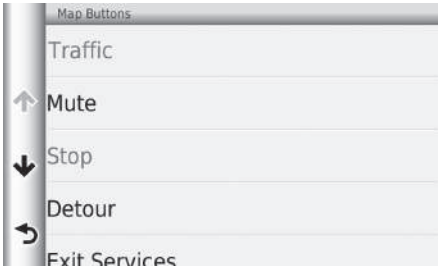 Map Buttons
Traffic
Mute
Stop
Detour
Exit Services